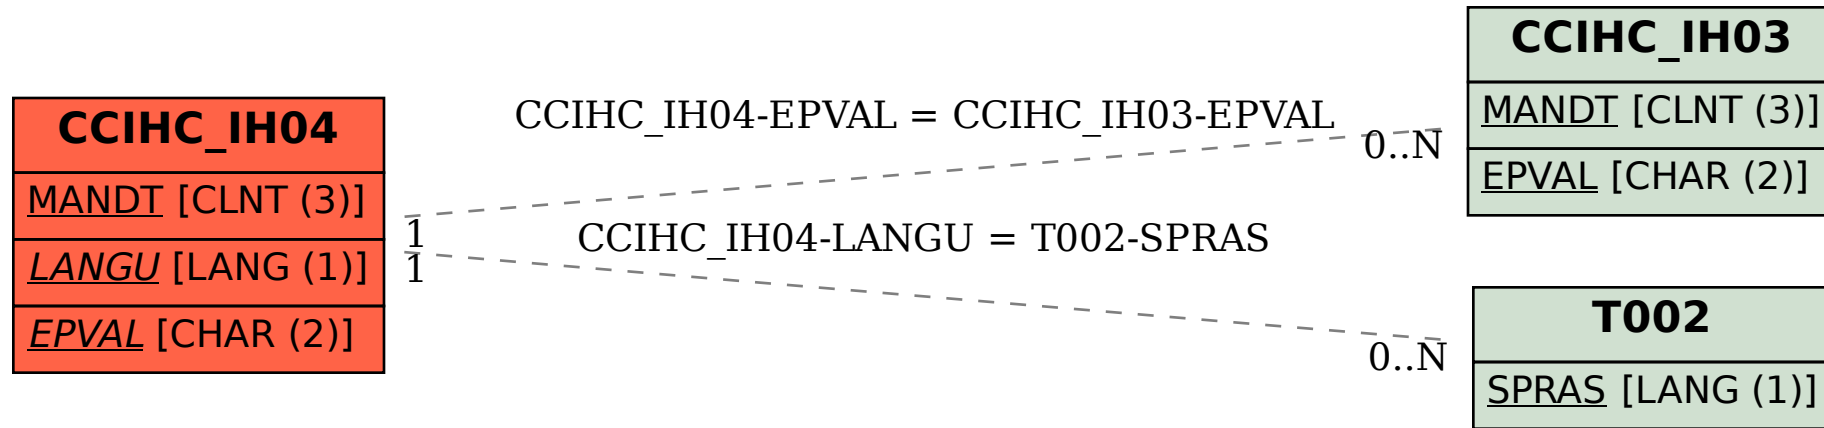 CCIHC_IH04
MANDT [CLNT (3)]
LANGU [LANG (1)]
EPVAL [CHAR (2)]
CCIHC_IH04-EPVAL = CCIHC_IH03-EPVAL
0..N
1
CCIHC_IH04-LANGU = T002-SPRAS
1
0..N
CCIHC_IH03
MANDT [CLNT (3)]
EPVAL [CHAR (2)]
T002
SPRAS [LANG (1)]